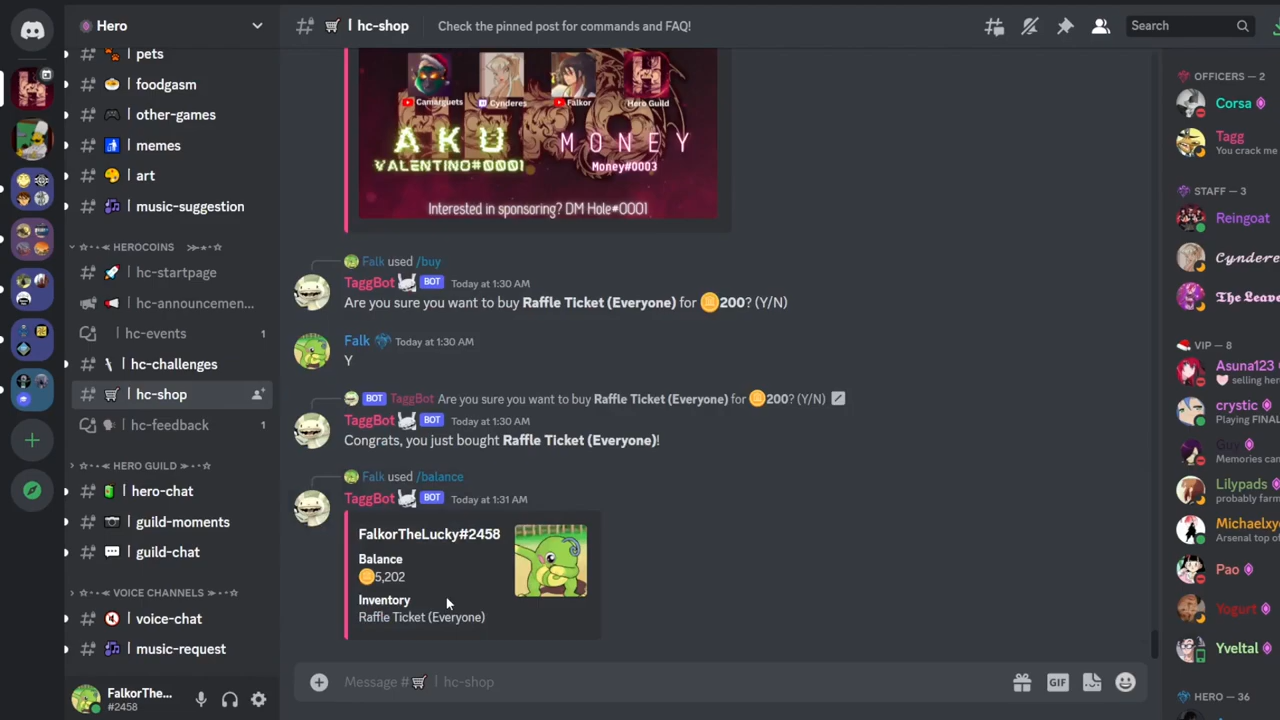 Hero
pets
foodgasm
other-games
memes
art
music-suggestion
HEROCOINS
hc-startpage
hc-announcemen...
hc-events 1
hc-challenges
hc-shop
hc-feedback 1
HERO GUILD
hero-chat
guild-moments
guild-chat
VOICE CHANNELS
voice-chat
music-request
FalkorThe...
#2458
| hc-shop Check the pinned post for commands and FAQ!
Search
Camarguets Cynderes Falkor Hero Guild
AKU MONEY
VALENTINO#0001 Money#0003
Interested in sponsoring? DM Hole#0001
Falk used /buy
TaggBot BOT Today at 1:30 AM
Are you sure you want to buy Raffle Ticket (Everyone) for 200? (Y/N)
Falk Today at 1:30 AM
Y
BOT TaggBot Are you sure you want to buy Raffle Ticket (Everyone) for 200? (Y/N)
TaggBot BOT Today at 1:30 AM
Congrats, you just bought Raffle Ticket (Everyone)!
Falk used /balance
TaggBot BOT Today at 1:31 AM
FalkorTheLucky#2458
Balance
5,202
Inventory
Raffle Ticket (Everyone)
Message # | hc-shop
GIF
OFFICERS — 2
Corsa
Tagg
You crack me
STAFF — 3
Reingoat
Cyndere
The Leave
VIP — 8
Asuna123
selling her
crystic
Playing FINAL
Guy
Memories can
Lilypads
probably farm
Michaelxy
Arsenal top of
Pao
Yogurt
Yveltal
HERO — 36